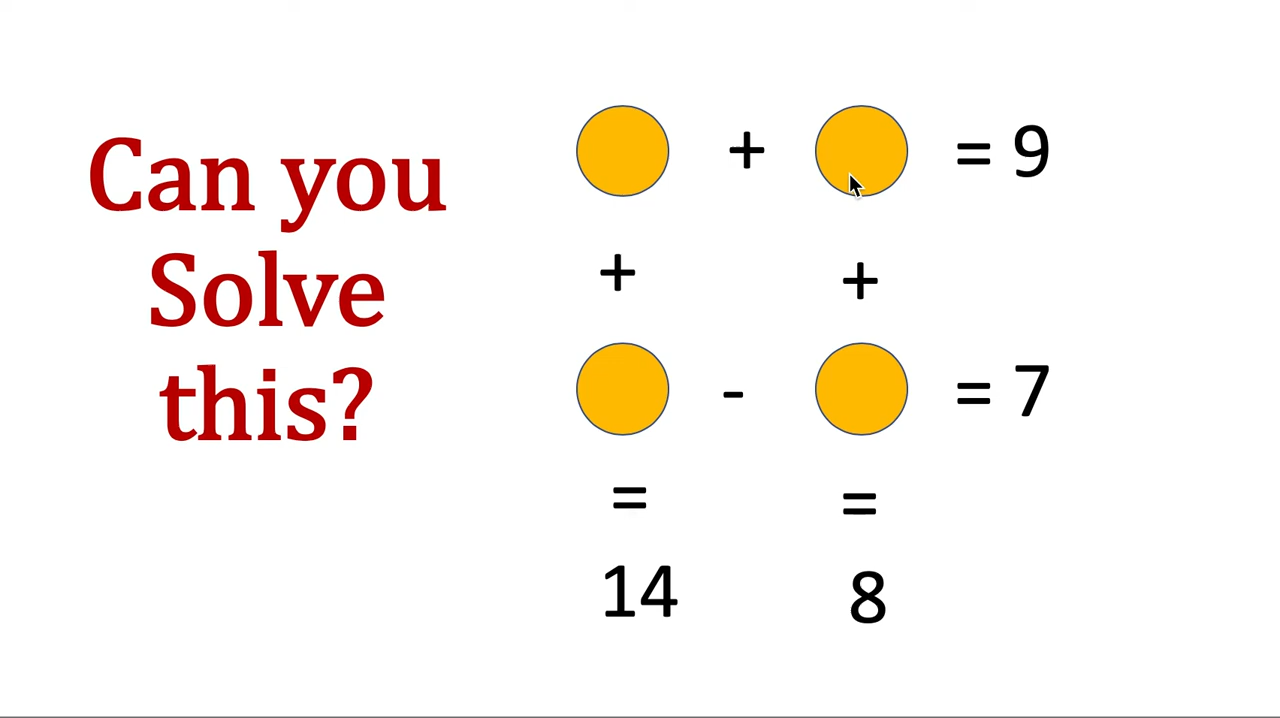 Can you
Solve
this?
+ = 9
+ +
- = 7
= =
14 8